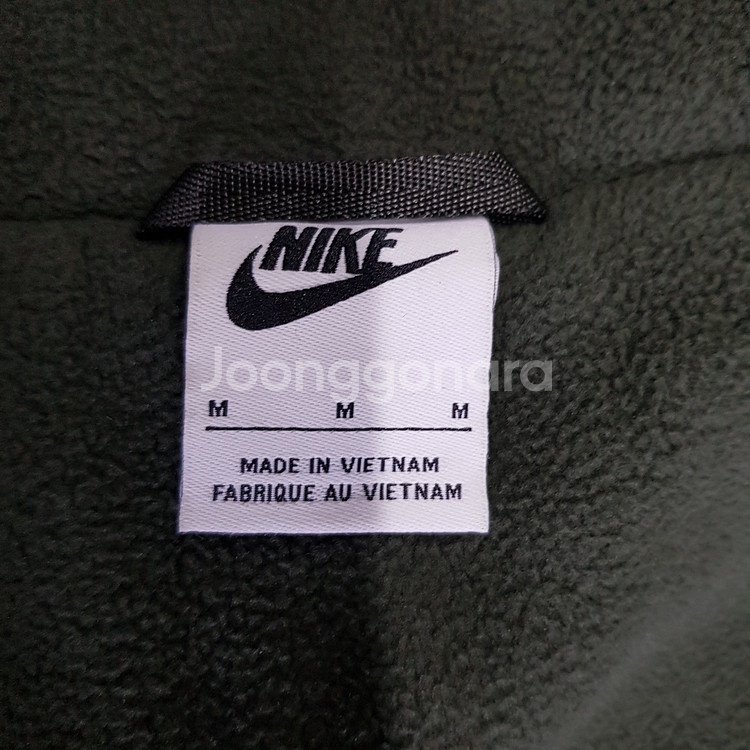 NIKE
Joonggonara
M M M
MADE IN VIETNAM
FABRIQUE AU VIETNAM